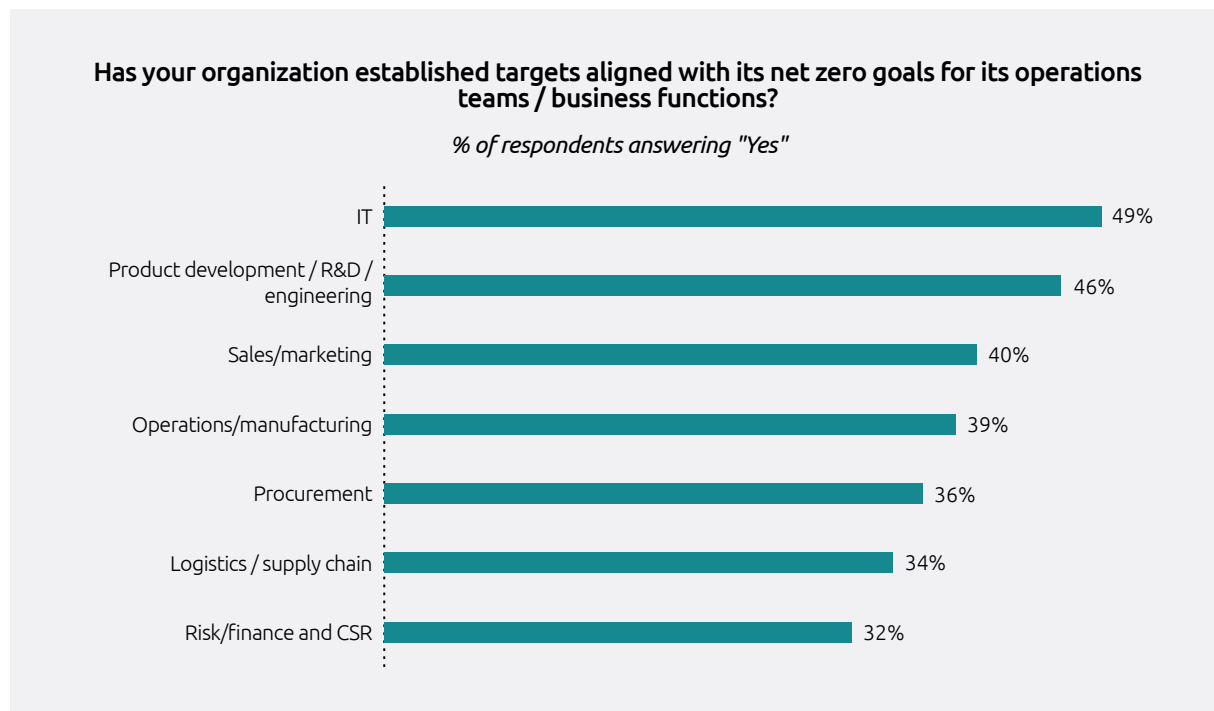 Has your organization established targets aligned with its net zero goals for its operations
teams / business functions?
% of respondents answering "Yes"
IT
49%
Product development / R&D /
engineering
46%
Sales/marketing
40%
Operations/manufacturing
39%
Procurement
36%
Logistics / supply chain
34%
Risk/finance and CSR
32%